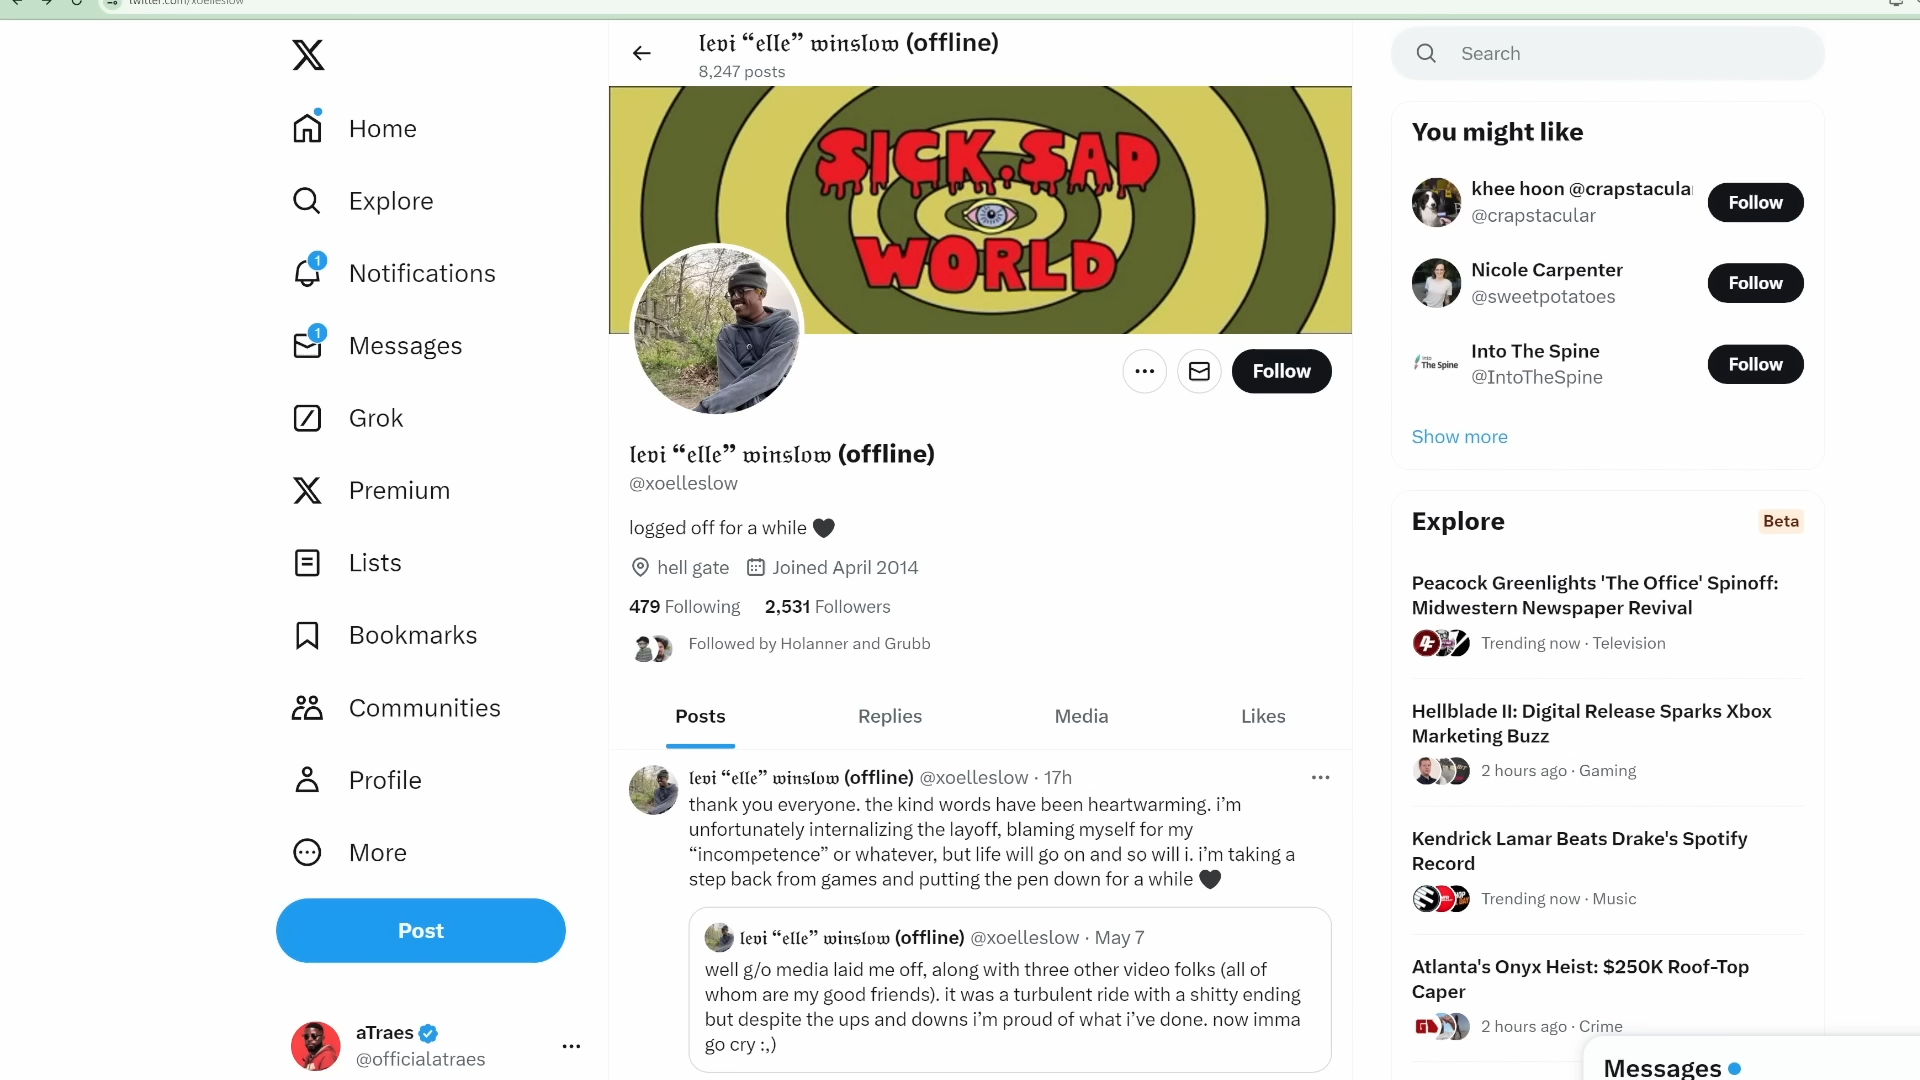 twitter.com/xoelleslow
levi “elle” winslow (offline)
8,247 posts
Search
Home
Explore
1
Notifications
1
Messages
Grok
Premium
Lists
Bookmarks
Communities
Profile
More
Post
aTraes
@officialatraes
SICK.SAD
WORLD
Follow
levi “elle” winslow (offline)
@xoelleslow
logged off for a while 🖤
hell gate Joined April 2014
479 Following 2,531 Followers
Followed by Holanner and Grubb
Posts Replies Media Likes
levi “elle” winslow (offline) @xoelleslow · 17h
thank you everyone. the kind words have been heartwarming. i’m
unfortunately internalizing the layoff, blaming myself for my
“incompetence” or whatever, but life will go on and so will i. i’m taking a
step back from games and putting the pen down for a while 🖤
levi “elle” winslow (offline) @xoelleslow · May 7
well g/o media laid me off, along with three other video folks (all of
whom are my good friends). it was a turbulent ride with a shitty ending
but despite the ups and downs i’m proud of what i’ve done. now imma
go cry :,)
You might like
khee hoon @crapstacular
@crapstacular
Follow
Nicole Carpenter
@sweetpotatoes
Follow
Into The Spine
Into The Spine
@IntoTheSpine
Follow
Show more
Explore Beta
Peacock Greenlights 'The Office' Spinoff:
Midwestern Newspaper Revival
Trending now · Television
Hellblade II: Digital Release Sparks Xbox
Marketing Buzz
2 hours ago · Gaming
Kendrick Lamar Beats Drake's Spotify
Record
Trending now · Music
Atlanta's Onyx Heist: $250K Roof-Top
Caper
2 hours ago · Crime
Messages